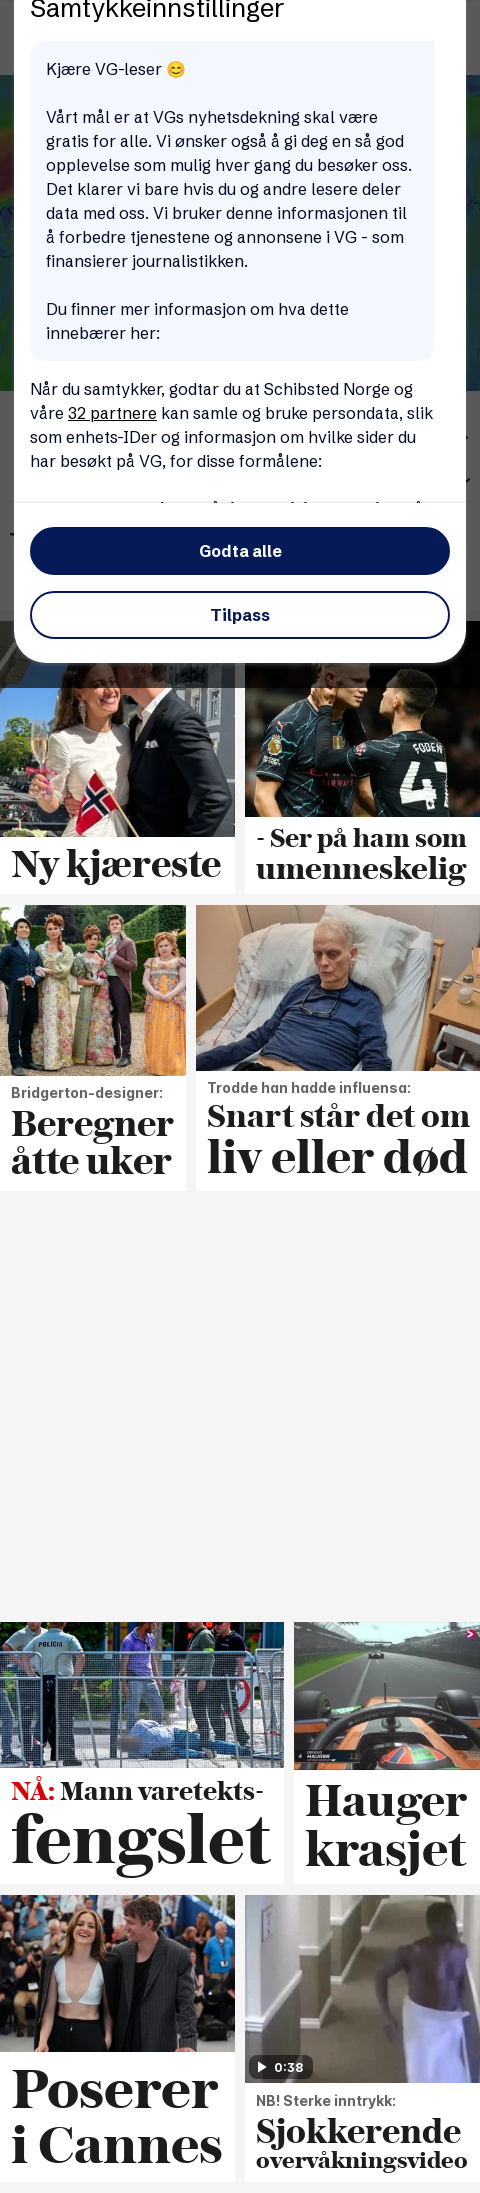 Samtykkeinnstillinger
Kjære VG-leser 😊
Vårt mål er at VGs nyhetsdekning skal være
gratis for alle. Vi ønsker også å gi deg en så god
opplevelse som mulig hver gang du besøker oss.
Det klarer vi bare hvis du og andre lesere deler
data med oss. Vi bruker denne informasjonen til
å forbedre tjenestene og annonsene i VG - som
finansierer journalistikken.
Du finner mer informasjon om hva dette
innebærer her:
Når du samtykker, godtar du at Schibsted Norge og
våre 32 partnere kan samle og bruke persondata, slik
som enhets-IDer og informasjon om hvilke sider du
har besøkt på VG, for disse formålene:
Godta alle
Tilpass
FODEN
47
Ny kjæreste
- Ser på ham som
umenneskelig
Bridgerton-designer:
Beregner
åtte uker
Trodde han hadde influensa:
Snart står det om
liv eller død
POLÍCIA
NÅ: Mann varetekts-
fengslet
HAUGER
Hauger
krasjet
Poserer
i Cannes
0:38
NB! Sterke inntrykk:
Sjokkerende
overvåkningsvideo